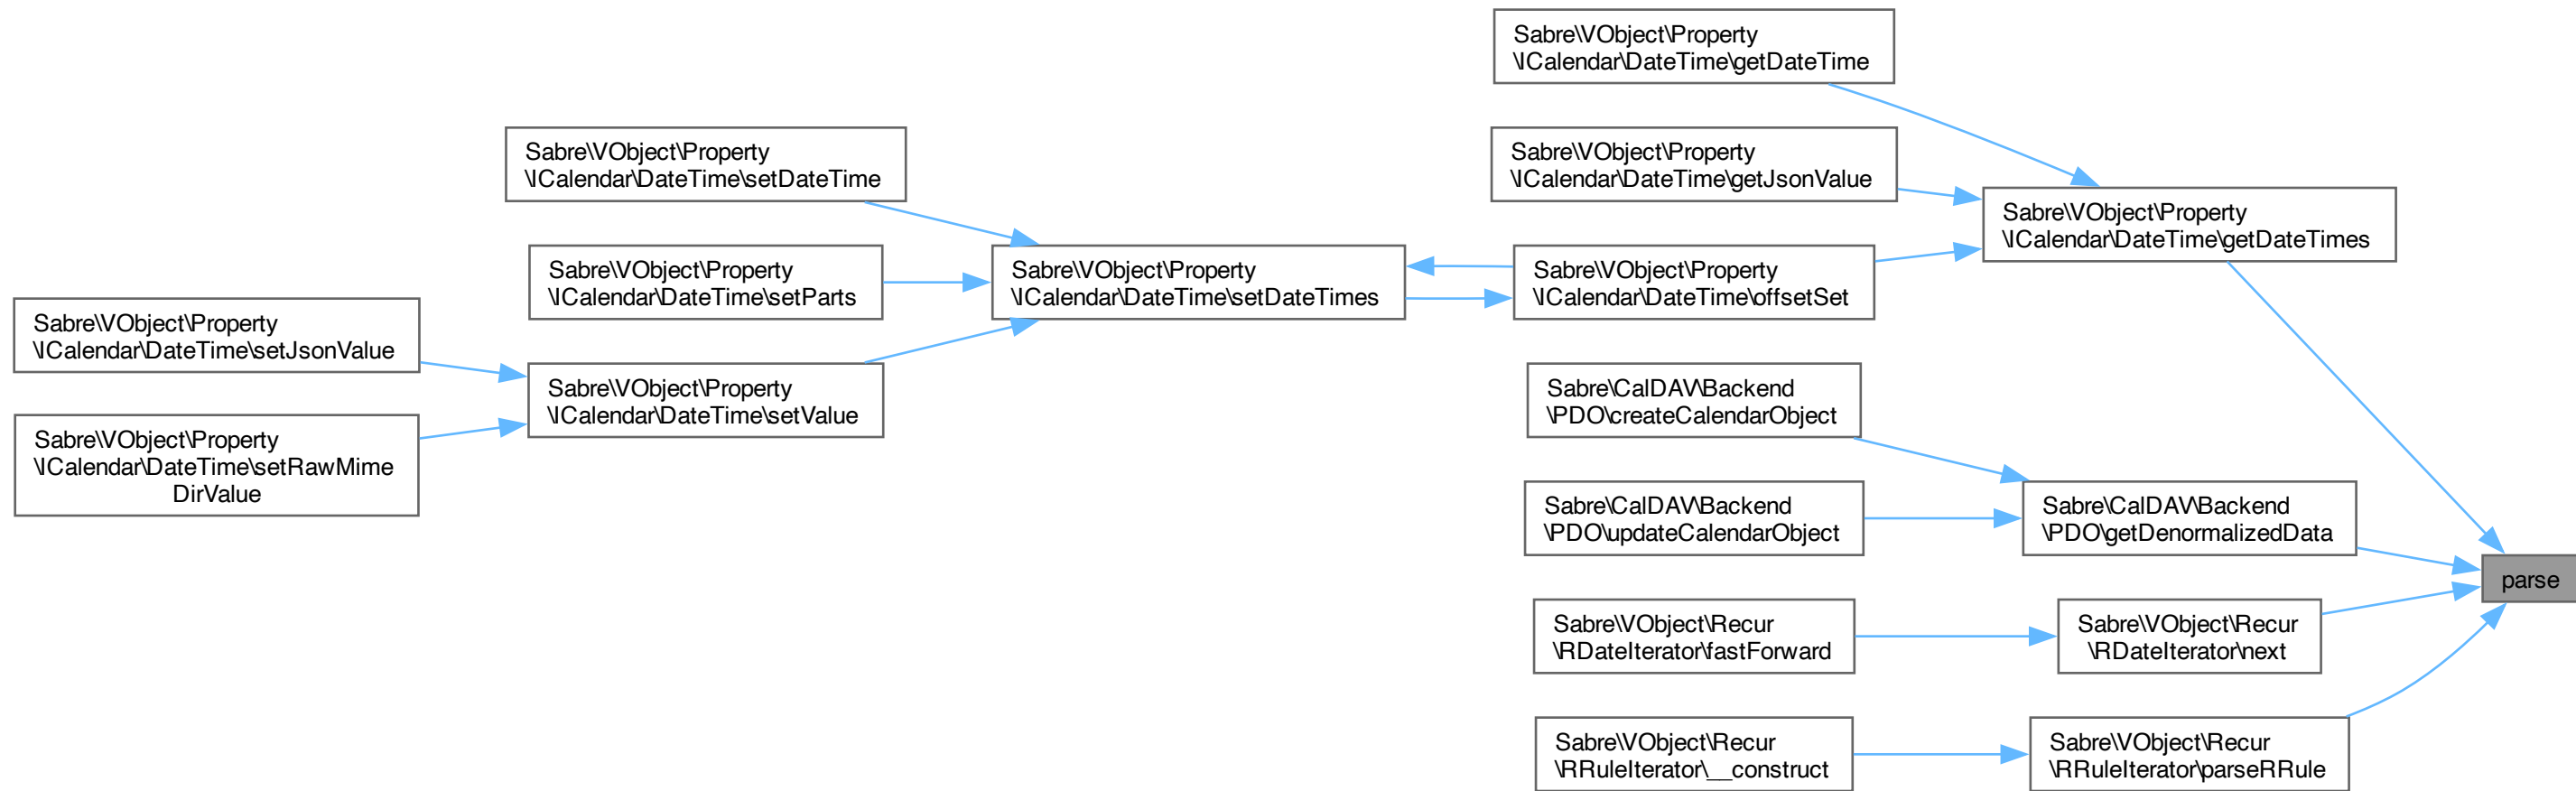 Sabre\VObject\Property
\ICalendar\DateTime\getDateTime
Sabre\VObject\Property
\ICalendar\DateTime\setDateTime
Sabre\VObject\Property
\ICalendar\DateTime\getJsonValue
Sabre\VObject\Property
\ICalendar\DateTime\getDateTimes
Sabre\VObject\Property
\ICalendar\DateTime\setParts
Sabre\VObject\Property
\ICalendar\DateTime\setDateTimes
Sabre\VObject\Property
\ICalendar\DateTime\offsetSet
Sabre\VObject\Property
\ICalendar\DateTime\setJsonValue
Sabre\VObject\Property
\ICalendar\DateTime\setValue
Sabre\CalDAV\Backend
\PDO\createCalendarObject
Sabre\VObject\Property
\ICalendar\DateTime\setRawMime
DirValue
Sabre\CalDAV\Backend
\PDO\updateCalendarObject
Sabre\CalDAV\Backend
\PDO\getDenormalizedData
parse
Sabre\VObject\Recur
\RDateIterator\fastForward
Sabre\VObject\Recur
\RDateIterator\next
Sabre\VObject\Recur
\RRuleIterator\__construct
Sabre\VObject\Recur
\RRuleIterator\parseRRule